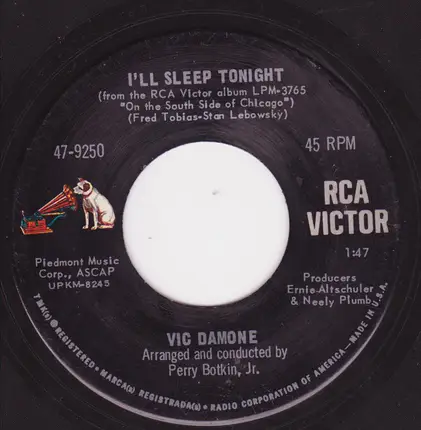 I'LL SLEEP TONIGHT
(from the RCA Victor album LPM-3765
"On the South Side of Chicago")
(Fred Tobias-Stan Lebowsky)
47-9250
45 RPM
RCA
VICTOR
Piedmont Music
Corp., ASCAP
UPKM-8245
1:47
Producers
Ernie Altschuler
& Neely Plumb
VIC DAMONE
Arranged and conducted by
Perry Botkin, Jr.
TMK(s) ® REGISTERED • MARCA(s) REGISTRADA(s) • RADIO CORPORATION OF AMERICA—MADE IN U.S.A.